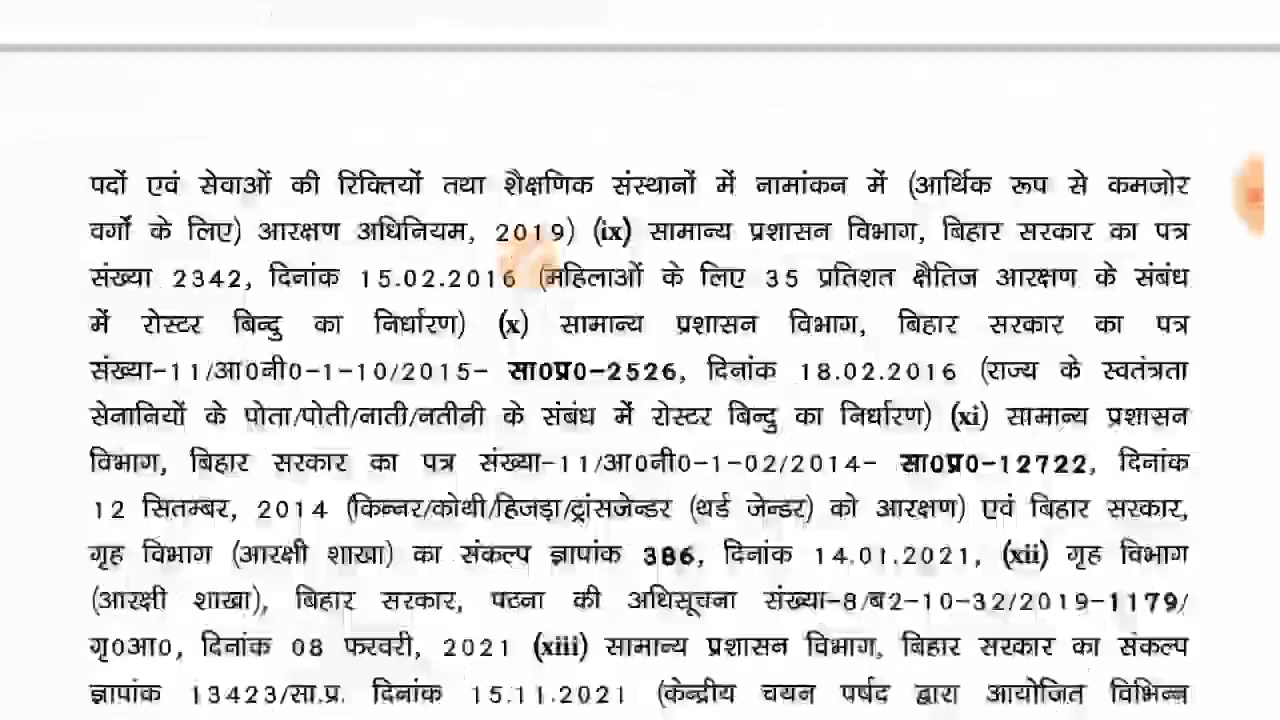 पदों एवं सेवाओं की रिक्तियों तथा शैक्षणिक संस्थानों में नामांकन में (आर्थिक रूप से कमजोर
वर्गों के लिए) आरक्षण अधिनियम, 2019) (ix) सामान्य प्रशासन विभाग, बिहार सरकार का पत्र
संख्या 2342, दिनांक 15.02.2016 (महिलाओं के लिए 35 प्रतिशत क्षैतिज आरक्षण के संबंध
में रोस्टर बिन्दु का निर्धारण) (x) सामान्य प्रशासन विभाग, बिहार सरकार का पत्र
संख्या-11/आ0नी0-1-10/2015- सा0प्र0-2526, दिनांक 18.02.2016 (राज्य के स्वतंत्रता
सेनानियों के पोता/पोती/नाती/नतीनी के संबंध में रोस्टर बिन्दु का निर्धारण) (xi) सामान्य प्रशासन
विभाग, बिहार सरकार का पत्र संख्या-11/आ0नी0-1-02/2014- सा0प्र0-12722, दिनांक
12 सितम्बर, 2014 (किन्नर/कोथी/हिजड़ा/ट्रांसजेन्डर (थर्ड जेन्डर) को आरक्षण) एवं बिहार सरकार,
गृह विभाग (आरक्षी शाखा) का संकल्प ज्ञापांक 386, दिनांक 14.01.2021, (xii) गृह विभाग
(आरक्षी शाखा), बिहार सरकार, पटना की अधिसूचना संख्या-8/ब2-10-32/2019-1179/
गृ0आ0, दिनांक 08 फरवरी, 2021 (xiii) सामान्य प्रशासन विभाग, बिहार सरकार का संकल्प
ज्ञापांक 13423/सा.प्र. दिनांक 15.11.2021 (केन्द्रीय चयन पर्षद द्वारा आयोजित विभिन्न